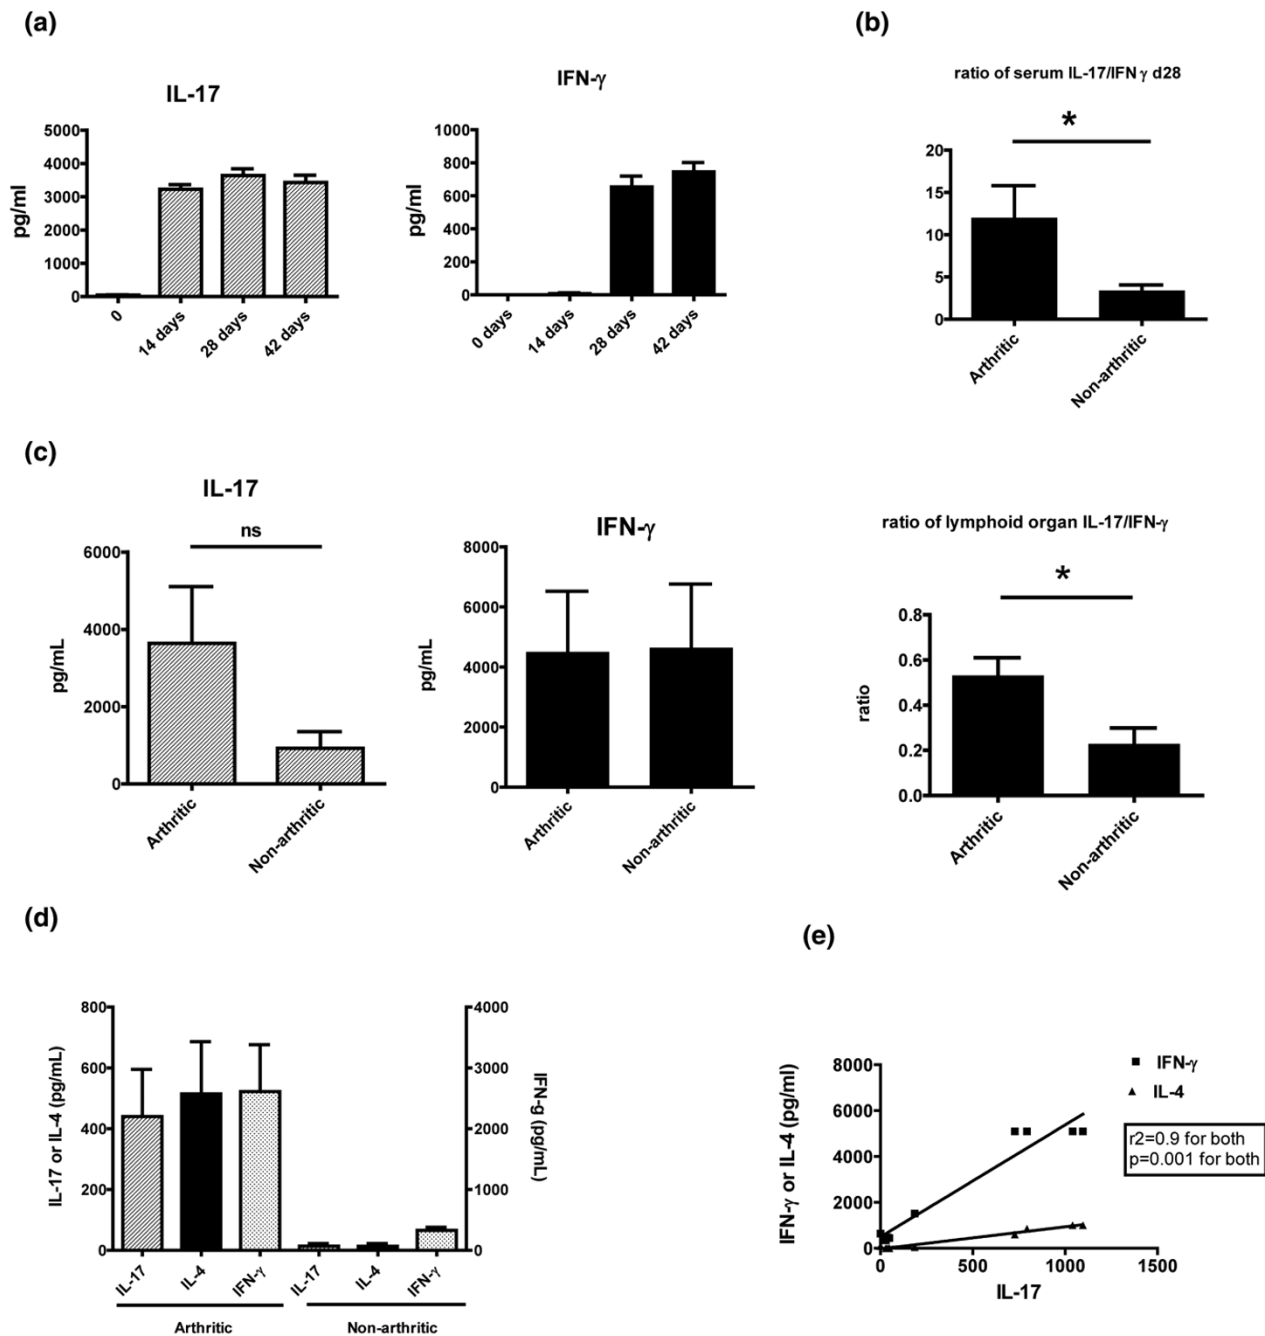 (a)
IL-17
pg/ml
5000
4000
3000
2000
1000
0
0
14 days
28 days
42 days
IFN-γ
pg/ml
1000
800
600
400
200
0
0 days
14 days
28 days
42 days
(b)
ratio of serum IL-17/IFN γ d28
*
20
15
10
5
0
Arthritic
Non-arthritic
(c)
IL-17
ns
pg/mL
6000
4000
2000
0
Arthritic
Non-arthritic
IFN-γ
pg/mL
8000
6000
4000
2000
0
Arthritic
Non-arthritic
ratio of lymphoid organ IL-17/IFN-γ
*
ratio
0.8
0.6
0.4
0.2
0.0
Arthritic
Non-arthritic
(d)
IL-17 or IL-4 (pg/mL)
800
600
400
200
0
4000
3000
2000
1000
0
IFN-g (pg/mL)
IL-17
IL-4
IFN-γ
IL-17
IL-4
IFN-γ
Arthritic
Non-arthritic
(e)
IFN-γ or IL-4 (pg/ml)
8000
6000
4000
2000
0
0
500
1000
1500
IL-17
IFN-γ
IL-4
r2=0.9 for both
p=0.001 for both